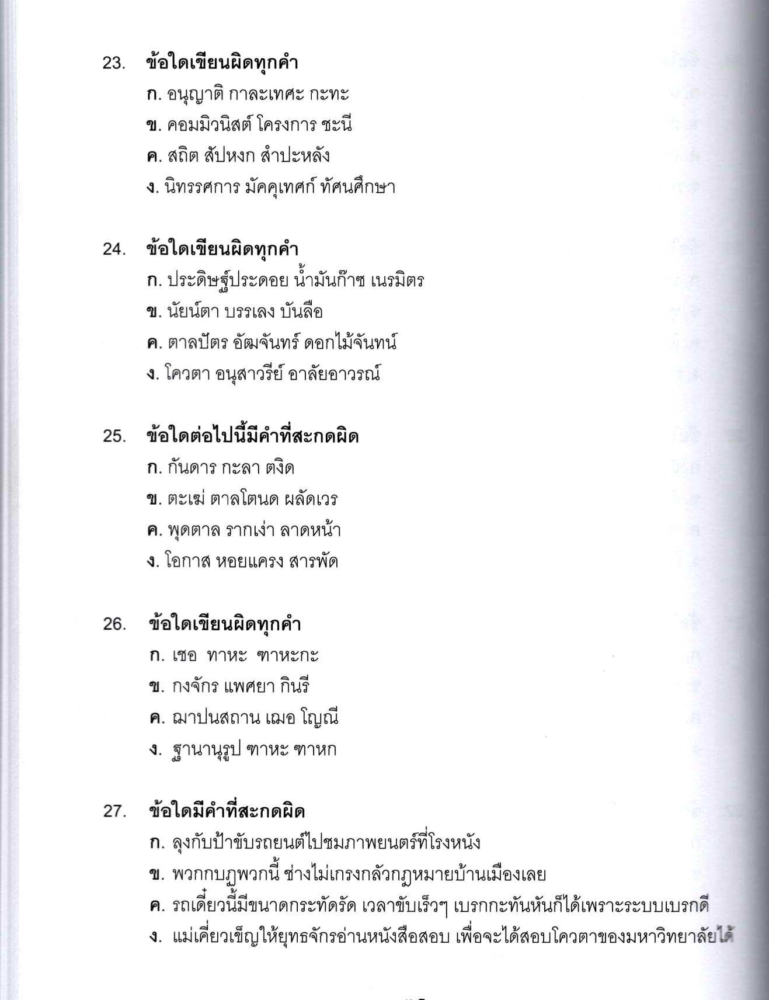 23. ข้อใดเขียนผิดทุกคำ
ก. อนุญาติ กาละเทศะ กะทะ
ข. คอมมิวนิสต์ โครงการ ชะนี
ค. สถิต สัปหงก สำปะหลัง
ง. นิทรรศการ มัคคุเทศก์ ทัศนศึกษา
24. ข้อใดเขียนผิดทุกคำ
ก. ประดิษฐ์ประดอย น้ำมันก๊าซ เนรมิตร
ข. นัยน์ตา บรรเลง บันลือ
ค. ตาลปัตร อัฒจันทร์ ดอกไม้จันทน์
ง. โควตา อนุสาวรีย์ อาลัยอาวรณ์
25. ข้อใดต่อไปนี้มีคำที่สะกดผิด
ก. กันดาร กะลา ตงิด
ข. ตะเฆ่ ตาลโตนด ผลัดเวร
ค. พุดตาล รากเง่า ลาดหน้า
ง. โอกาส หอยแครง สารพัด
26. ข้อใดเขียนผิดทุกคำ
ก. เชอ ทาหะ ฑาหะกะ
ข. กงจักร แพศยา กินรี
ค. ฌาปนสถาน เฌอ โญณี
ง. ฐานานุรูป ฑาหะ ฑาหก
27. ข้อใดมีคำที่สะกดผิด
ก. ลุงกับป้าขับรถยนต์ไปชมภาพยนตร์ที่โรงหนัง
ข. พวกกบฏพวกนี้ ช่างไม่เกรงกลัวกฎหมายบ้านเมืองเลย
ค. รถเดี๋ยวนี้มีขนาดกระทัดรัด เวลาขับเร็วๆ เบรกกะทันหันก็ได้เพราะระบบเบรกดี
ง. แม่เคี่ยวเข็ญให้ยุทธจักรอ่านหนังสือสอบ เพื่อจะได้สอบโควตาของมหาวิทยาลัยได้